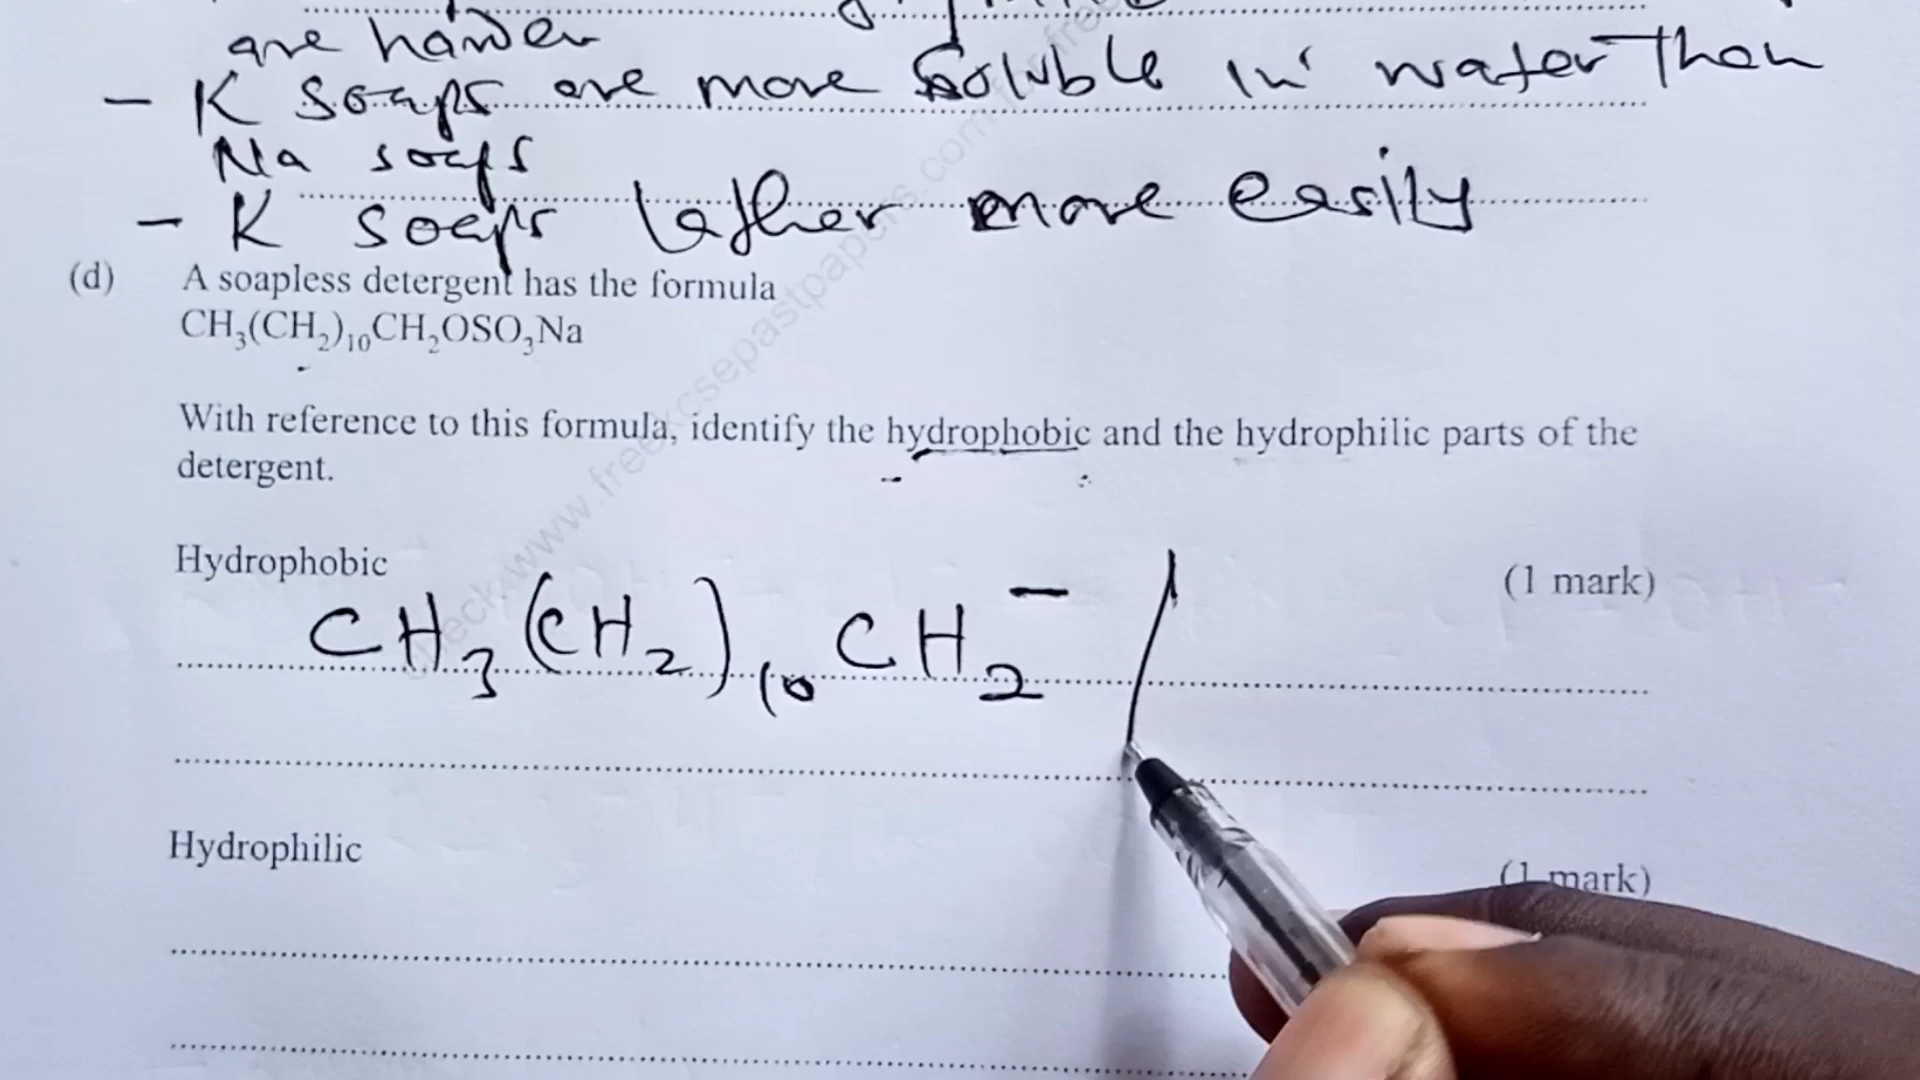 are harder
- K soaps are more soluble in water than
Na soaps
- K soaps lather more easily
(d) A soapless detergent has the formula
CH₃(CH₂)₁₀CH₂OSO₃Na
With reference to this formula, identify the hydrophobic and the hydrophilic parts of the
detergent.
Hydrophobic (1 mark)
CH₃(CH₂)₁₀CH₂⁻ /
Hydrophilic (1 mark)